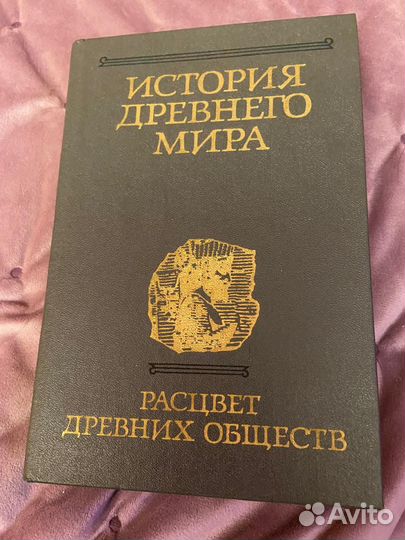 ИСТОРИЯ
ДРЕВНЕГО
МИРА
РАСЦВЕТ
ДРЕВНИХ ОБЩЕСТВ
Avito